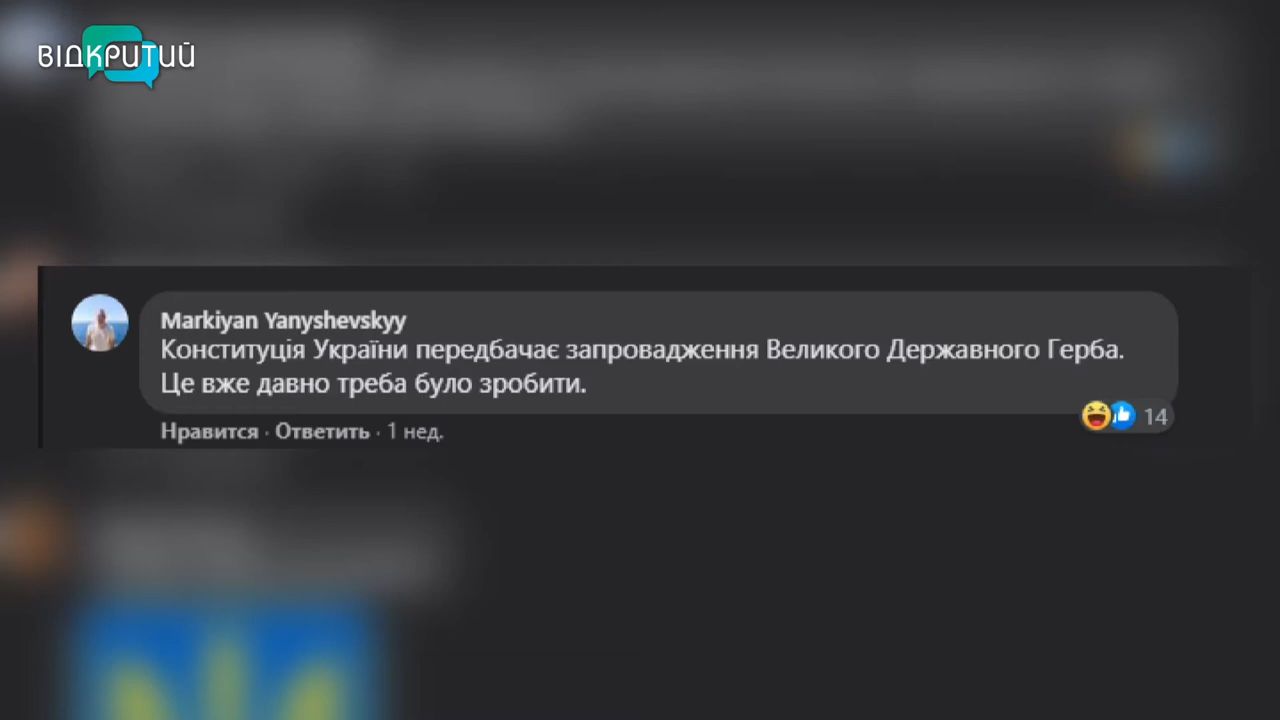 ВІДКРИТИЙ
Markiyan Yanyshevskyy
Конституція України передбачає запровадження Великого Державного Герба.
Це вже давно треба було зробити.
Нравится · Ответить · 1 нед.
14